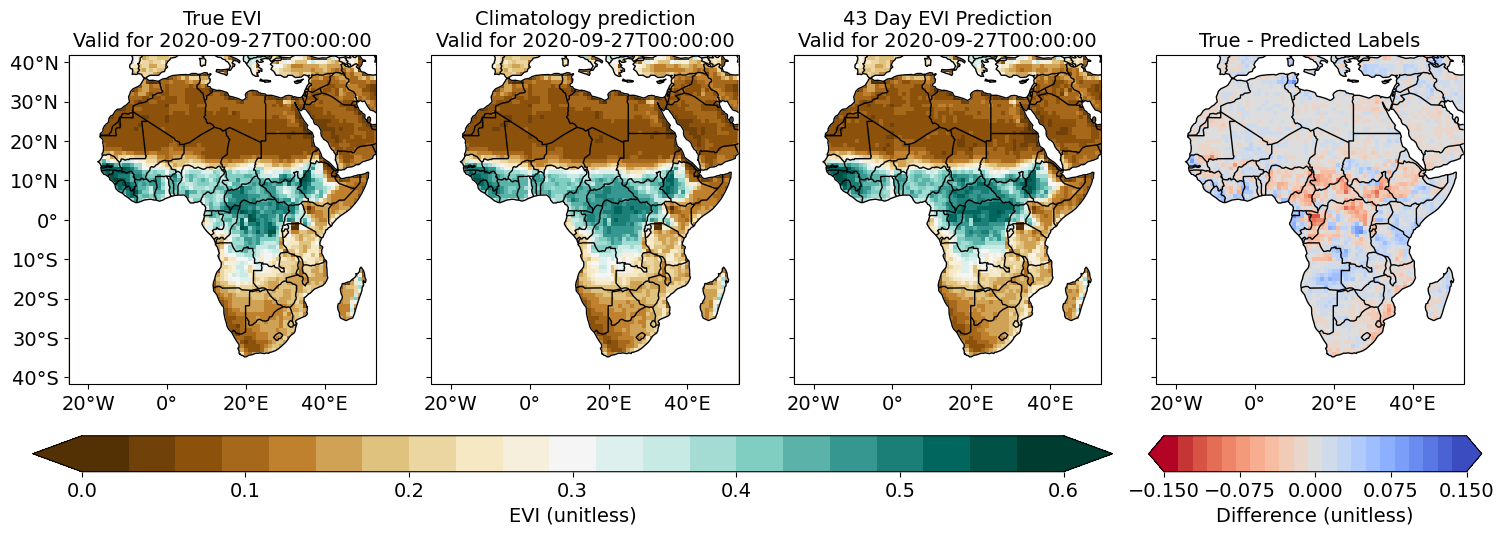 True EVI
Valid for 2020-09-27T00:00:00
Climatology prediction
Valid for 2020-09-27T00:00:00
43 Day EVI Prediction
Valid for 2020-09-27T00:00:00
True - Predicted Labels
40°N
30°N
20°N
10°N
0°
10°S
20°S
30°S
40°S
20°W 0° 20°E 40°E
20°W 0° 20°E 40°E
20°W 0° 20°E 40°E
20°W 0° 20°E 40°E
0.0 0.1 0.2 0.3 0.4 0.5 0.6
EVI (unitless)
−0.150 −0.075 0.000 0.075 0.150
Difference (unitless)